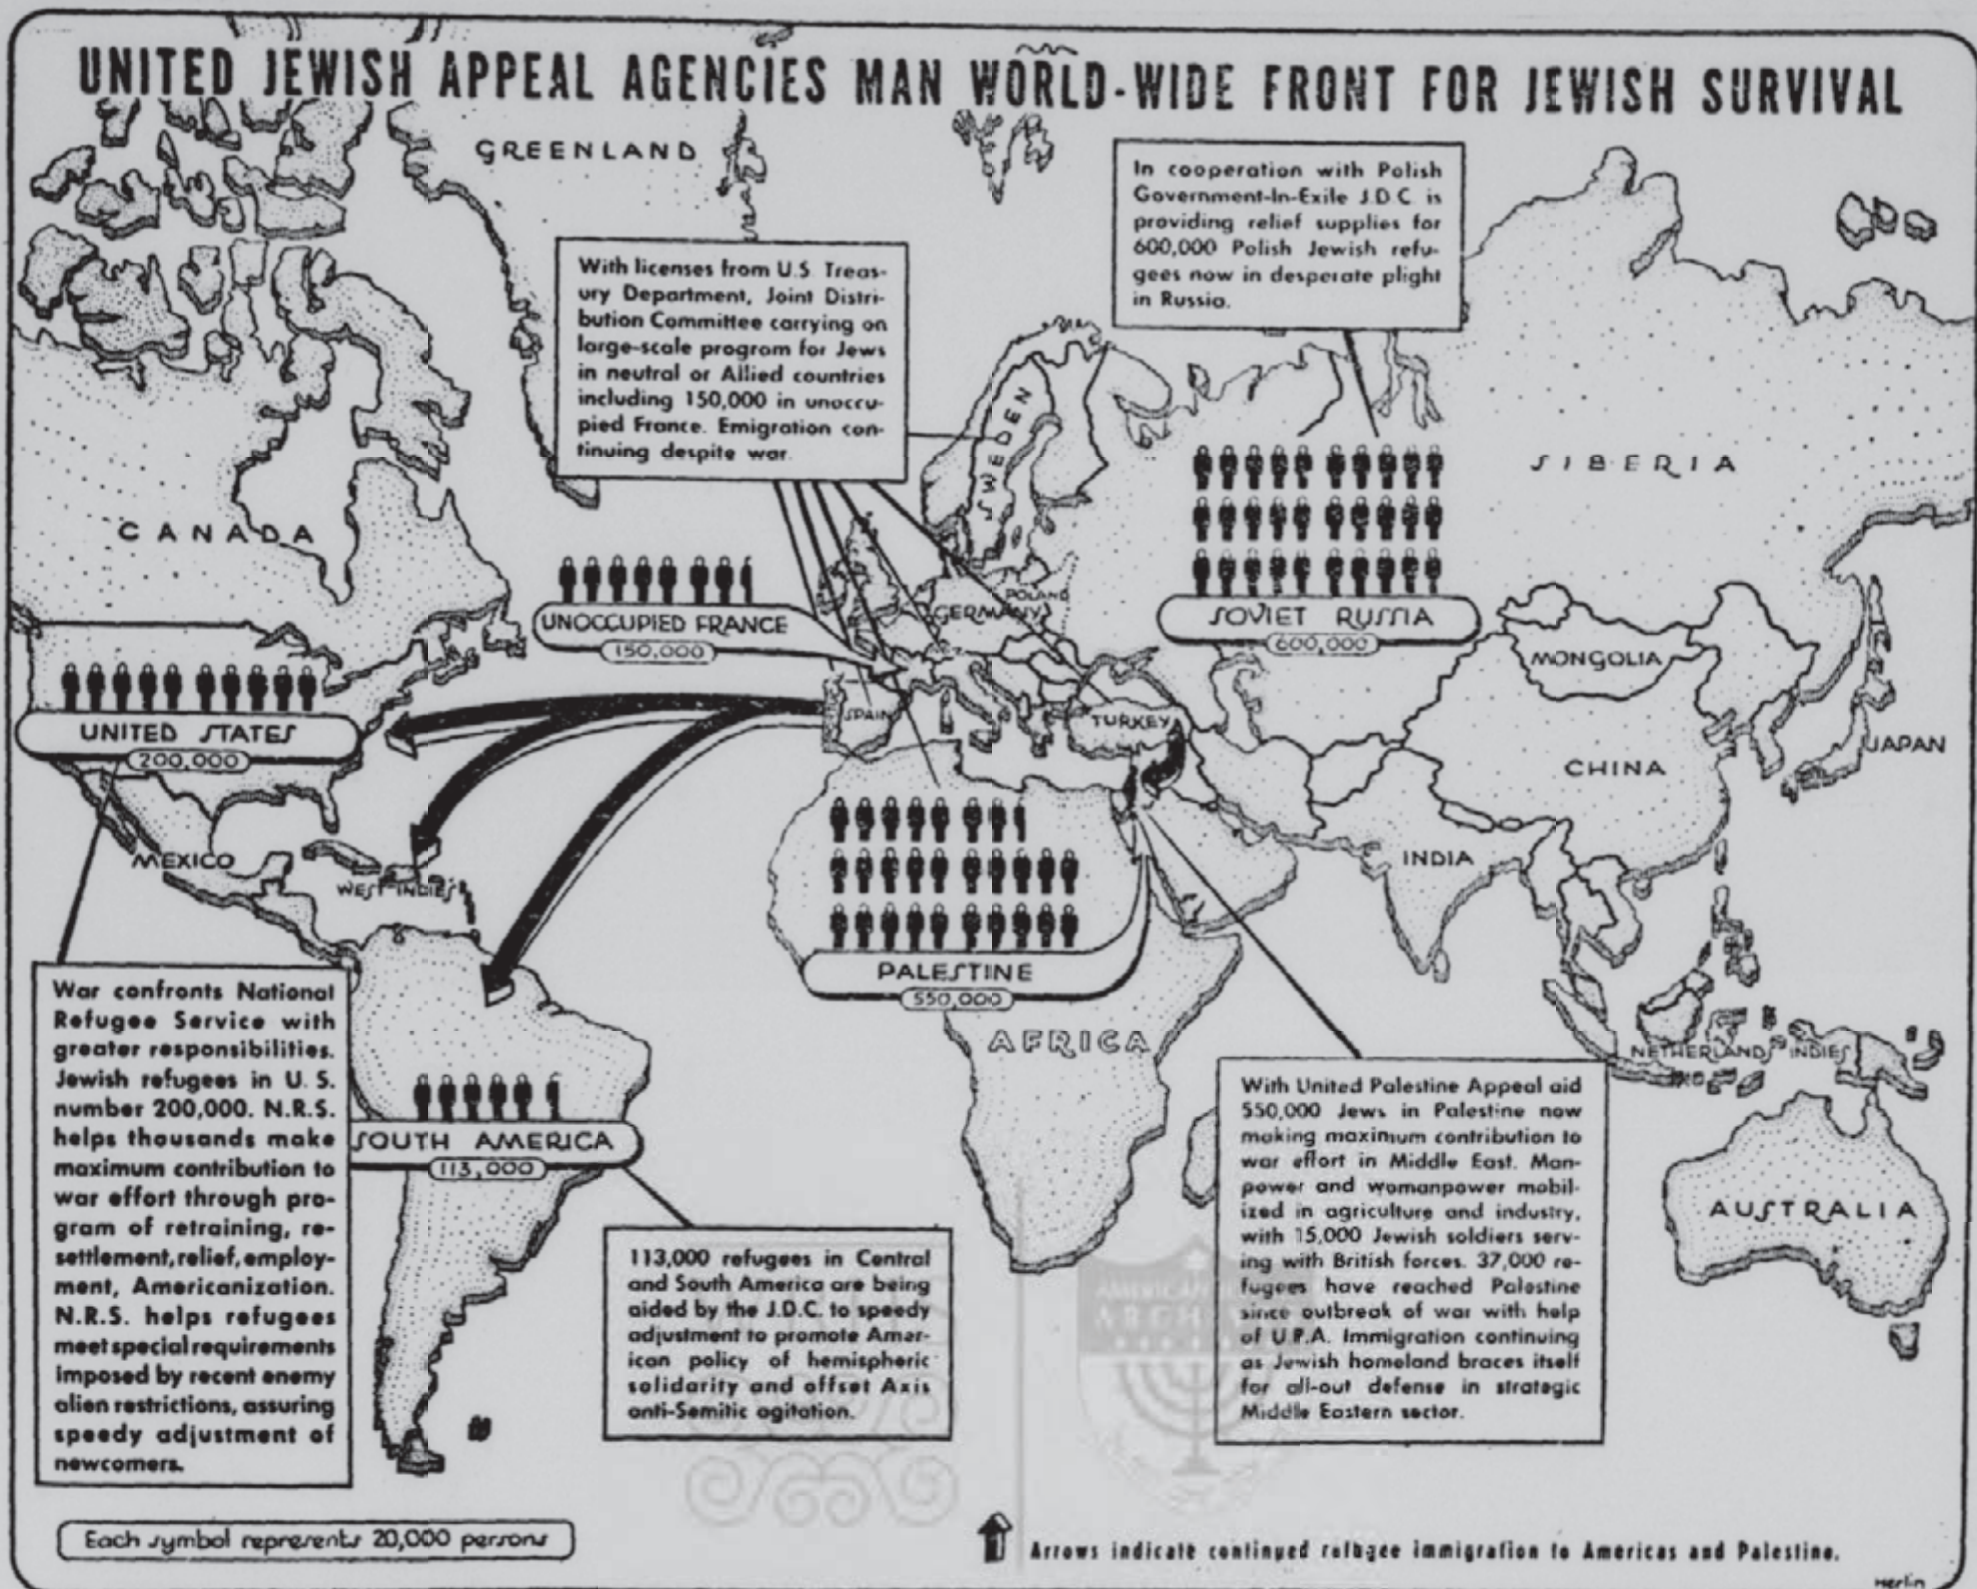 UNITED JEWISH APPEAL AGENCIES MAN WORLD-WIDE FRONT FOR JEWISH SURVIVAL
GREENLAND
In cooperation with Polish
Government-In-Exile J.D.C. is
providing relief supplies for
600,000 Polish Jewish refu-
gees now in desperate plight
in Russia.
With licenses from U.S. Treas-
ury Department, Joint Distri-
bution Committee carrying on
large-scale program for Jews
in neutral or Allied countries
including 150,000 in unoccu-
pied France. Emigration con-
tinuing despite war.
SWEDEN
SIBERIA
CANADA
POLAND
GERMANY
UNOCCUPIED FRANCE
150,000
SOVIET RUSSIA
600,000
MONGOLIA
UNITED STATES
200,000
SPAIN
TURKEY
JAPAN
CHINA
MEXICO
WEST INDIES
INDIA
PALESTINE
550,000
AFRICA
NETHERLANDS INDIES
War confronts National
Refugee Service with
greater responsibilities.
Jewish refugees in U. S.
number 200,000. N.R.S.
helps thousands make
maximum contribution to
war effort through pro-
gram of retraining, re-
settlement, relief, employ-
ment, Americanization.
N.R.S. helps refugees
meet special requirements
imposed by recent enemy
alien restrictions, assuring
speedy adjustment of
newcomers.
SOUTH AMERICA
113,000
113,000 refugees in Central
and South America are being
aided by the J.D.C. to speedy
adjustment to promote Amer-
ican policy of hemispheric
solidarity and offset Axis
anti-Semitic agitation.
With United Palestine Appeal aid
550,000 Jews in Palestine now
making maximum contribution to
war effort in Middle East. Man-
power and womanpower mobil-
ized in agriculture and industry,
with 15,000 Jewish soldiers serv-
ing with British forces. 37,000 re-
fugees have reached Palestine
since outbreak of war with help
of U.P.A. Immigration continuing
as Jewish homeland braces itself
for all-out defense in strategic
Middle Eastern sector.
AUSTRALIA
Each symbol represents 20,000 persons
Arrows indicate continued refugee immigration to Americas and Palestine.
Merlin